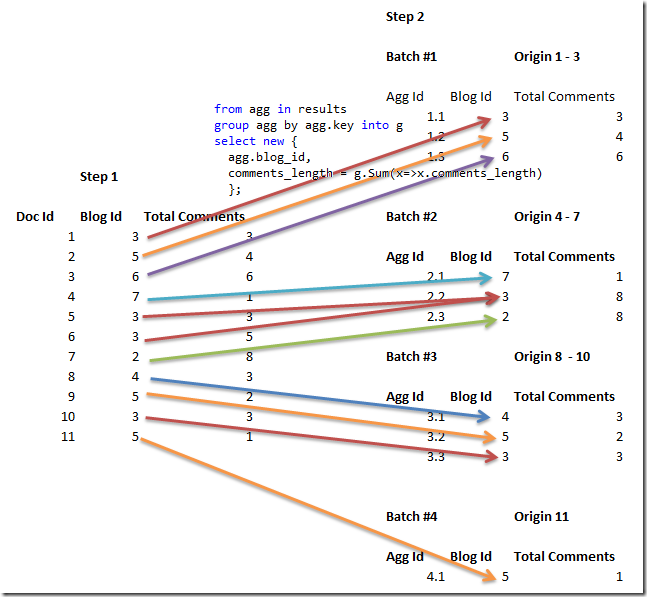 Step 2
Batch #1 Origin 1 - 3
Agg Id Blog Id Total Comments
1.1 3 3
1.2 5 4
1.3 6 6
from agg in results
group agg by agg.key into g
select new {
agg.blog_id,
comments_length = g.Sum(x=>x.comments_length)
};
Step 1
Doc Id Blog Id Total Comments
1 3 3
2 5 4
3 6 6
4 7 1
5 3 3
6 3 5
7 2 8
8 4 3
9 5 2
10 3 3
11 5 1
Batch #2 Origin 4 - 7
Agg Id Blog Id Total Comments
2.1 7 1
2.2 3 8
2.3 2 8
Batch #3 Origin 8 - 10
Agg Id Blog Id Total Comments
3.1 4 3
3.2 5 2
3.3 3 3
Batch #4 Origin 11
Agg Id Blog Id Total Comments
4.1 5 1